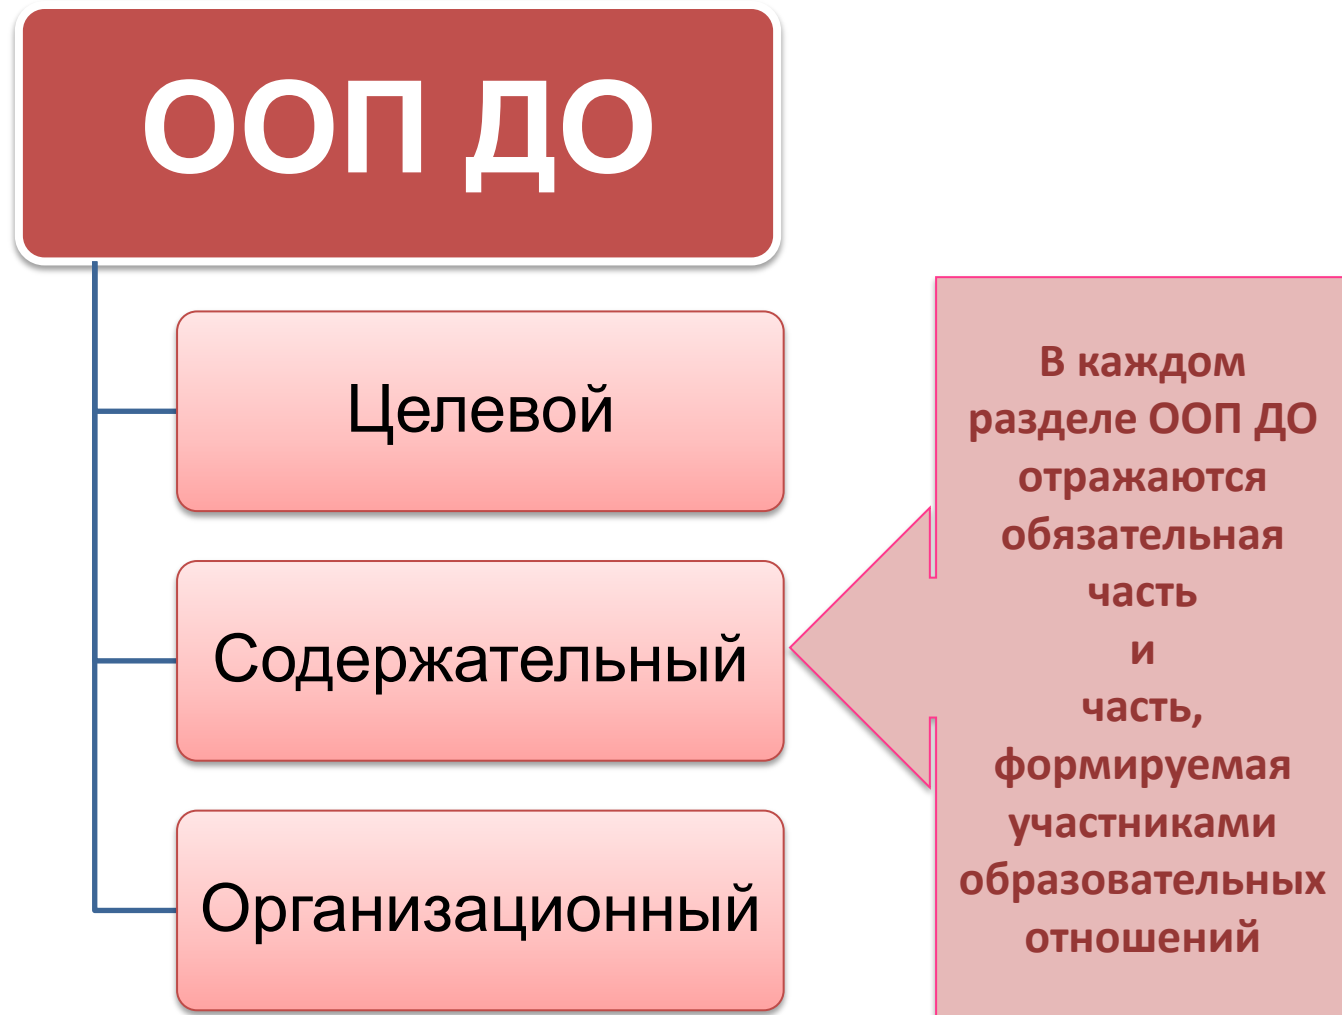 ООП ДО
Целевой
Содержательный
Организационный
В каждом
разделе ООП ДО
отражаются
обязательная
часть
и
часть,
формируемая
участниками
образовательных
отношений